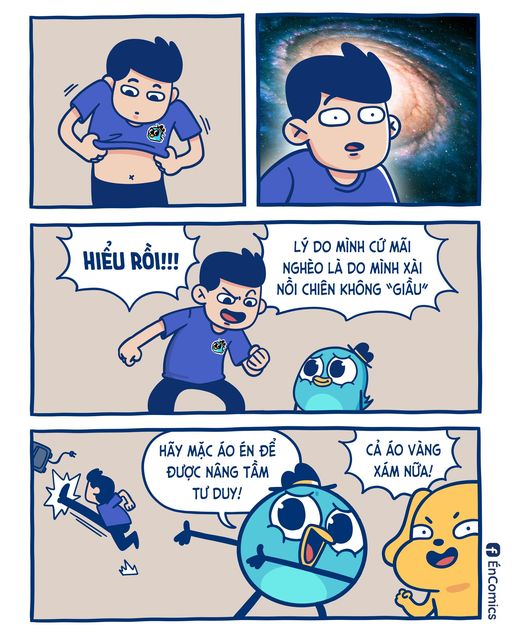 HIỂU RỒI!!!
LÝ DO MÌNH CỨ MÃI
NGHÈO LÀ DO MÌNH XÀI
NỒI CHIÊN KHÔNG "GIẦU"
HÃY MẶC ÁO ÉN ĐỂ
ĐƯỢC NÂNG TẦM
TƯ DUY!
CẢ ÁO VÀNG
XÁM NỮA!
ÉnComics